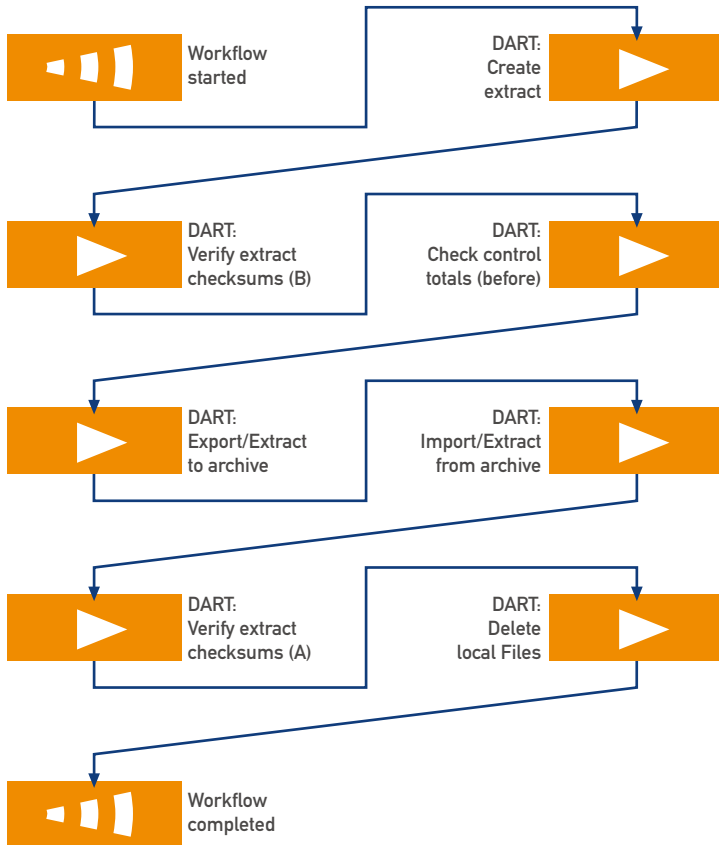 Workflow
started
DART:
Create
extract
DART:
Verify extract
checksums (B)
DART:
Check control
totals (before)
DART:
Export/Extract
to archive
DART:
Import/Extract
from archive
DART:
Verify extract
checksums (A)
DART:
Delete
local Files
Workflow
completed